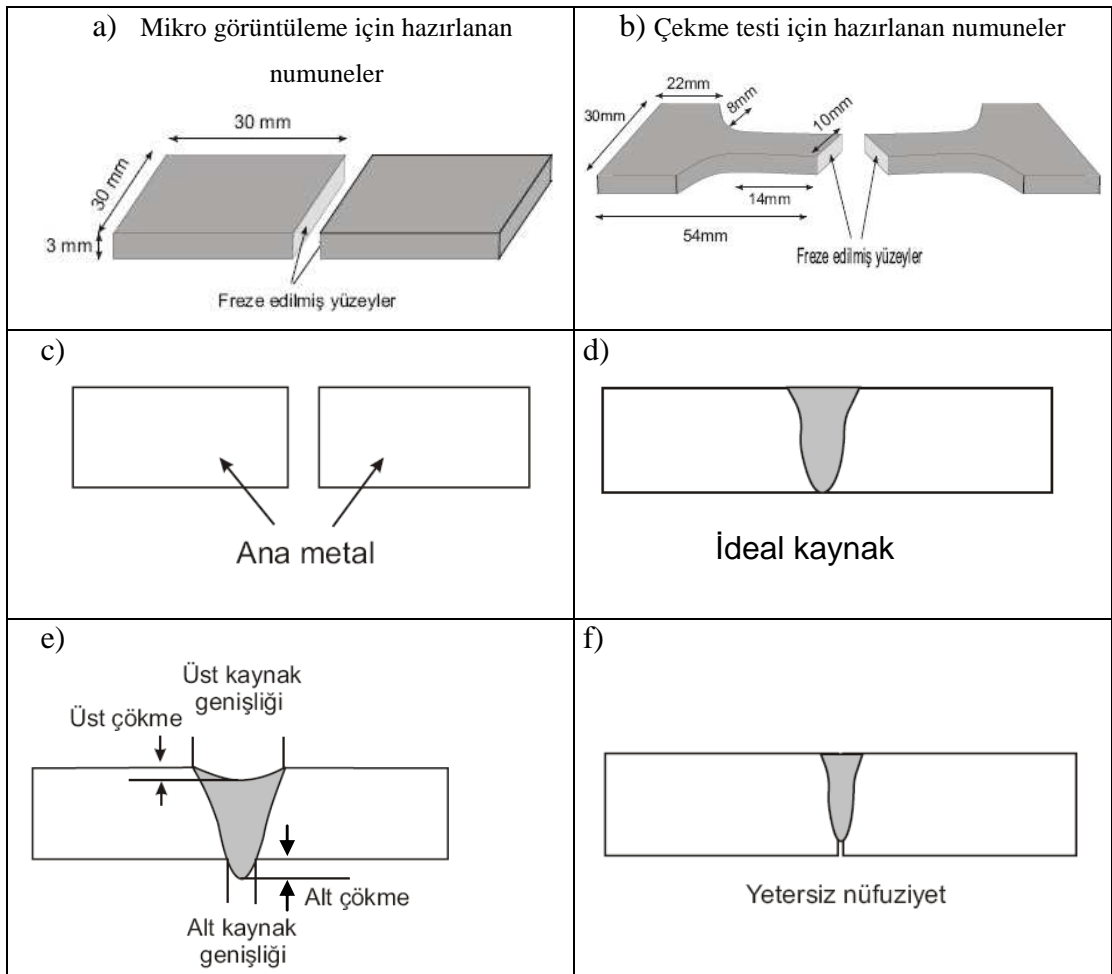 a) Mikro görüntüleme için hazırlanan
numuneler
30 mm
30 mm
3 mm
Freze edilmiş yüzeyler
b) Çekme testi için hazırlanan numuneler
22mm
8mm
30mm
10mm
14mm
54mm
Freze edilmiş yüzeyler
c)
Ana metal
d)
İdeal kaynak
e)
Üst kaynak
genişliği
Üst çökme
Alt çökme
Alt kaynak
genişliği
f)
Yetersiz nüfuziyet